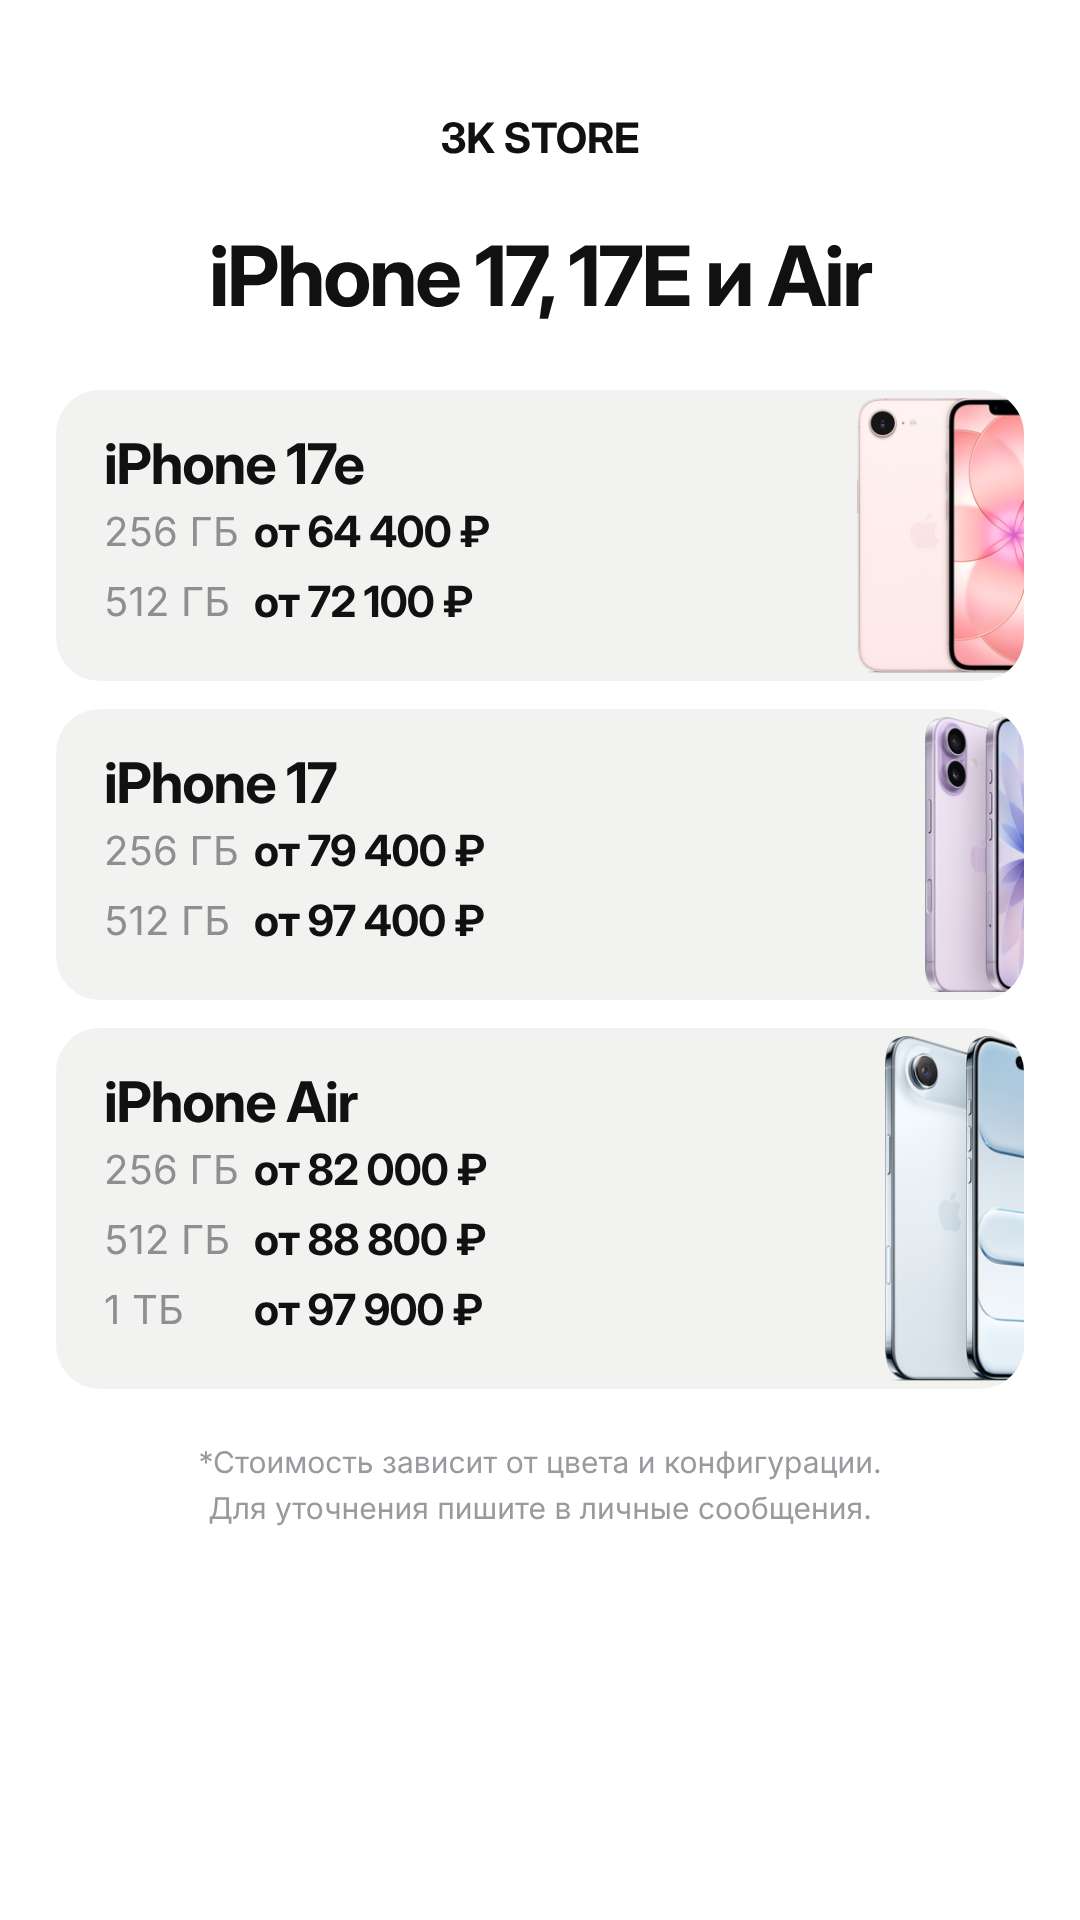 3K STORE
iPhone 17, 17E и Air
iPhone 17e
256 ГБ от 64 400 ₽
512 ГБ от 72 100 ₽
iPhone 17
256 ГБ от 79 400 ₽
512 ГБ от 97 400 ₽
iPhone Air
256 ГБ от 82 000 ₽
512 ГБ от 88 800 ₽
1 ТБ от 97 900 ₽
*Стоимость зависит от цвета и конфигурации.
Для уточнения пишите в личные сообщения.